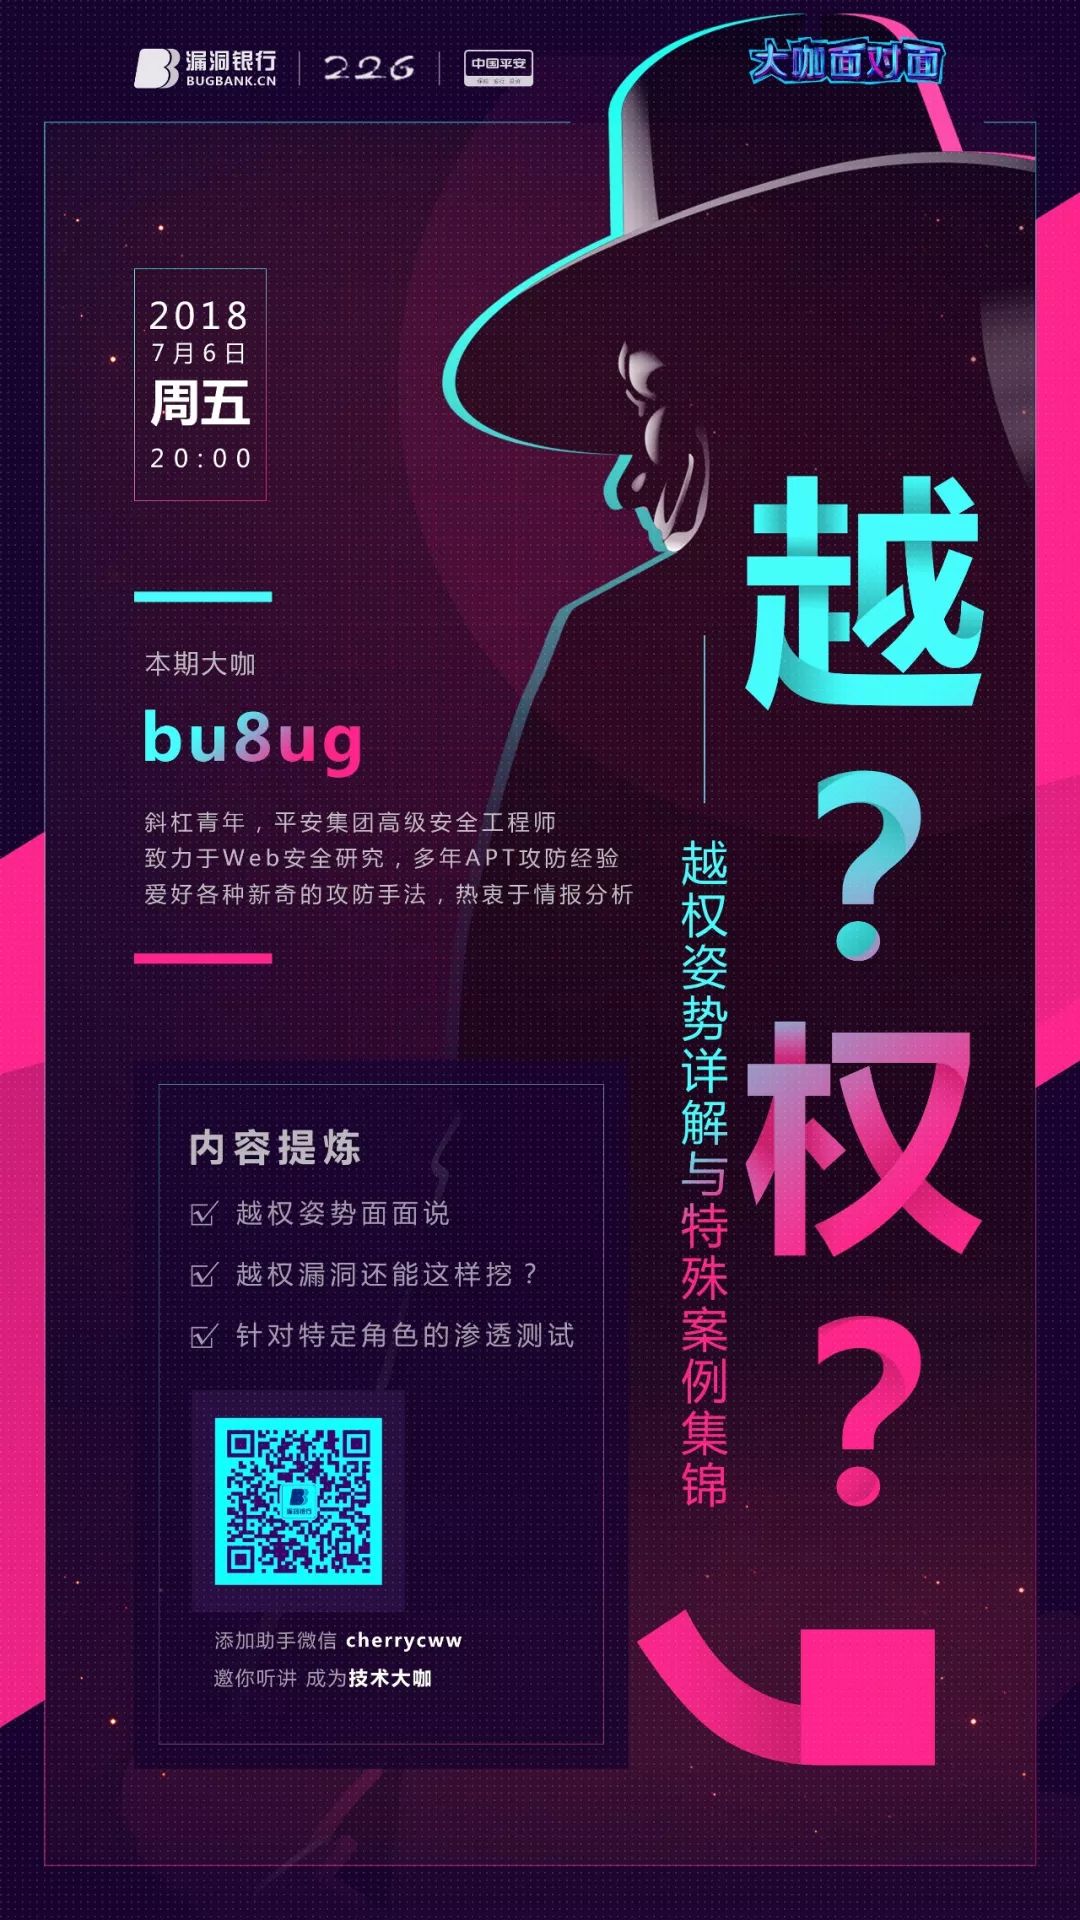 漏洞银行
BUGBANK.CN
226
中国平安
大咖面对面
2018
7月6日
周五
20:00
本期大咖
bu8ug
斜杠青年，平安集团高级安全工程师
致力于Web安全研究，多年APT攻防经验
爱好各种新奇的攻防手法，热衷于情报分析
越？权？
越权姿势详解与特殊案例集锦
内容提炼
越权姿势面面说
越权漏洞还能这样挖？
针对特定角色的渗透测试
漏洞银行
添加助手微信 cherrycww
邀你听讲 成为技术大咖